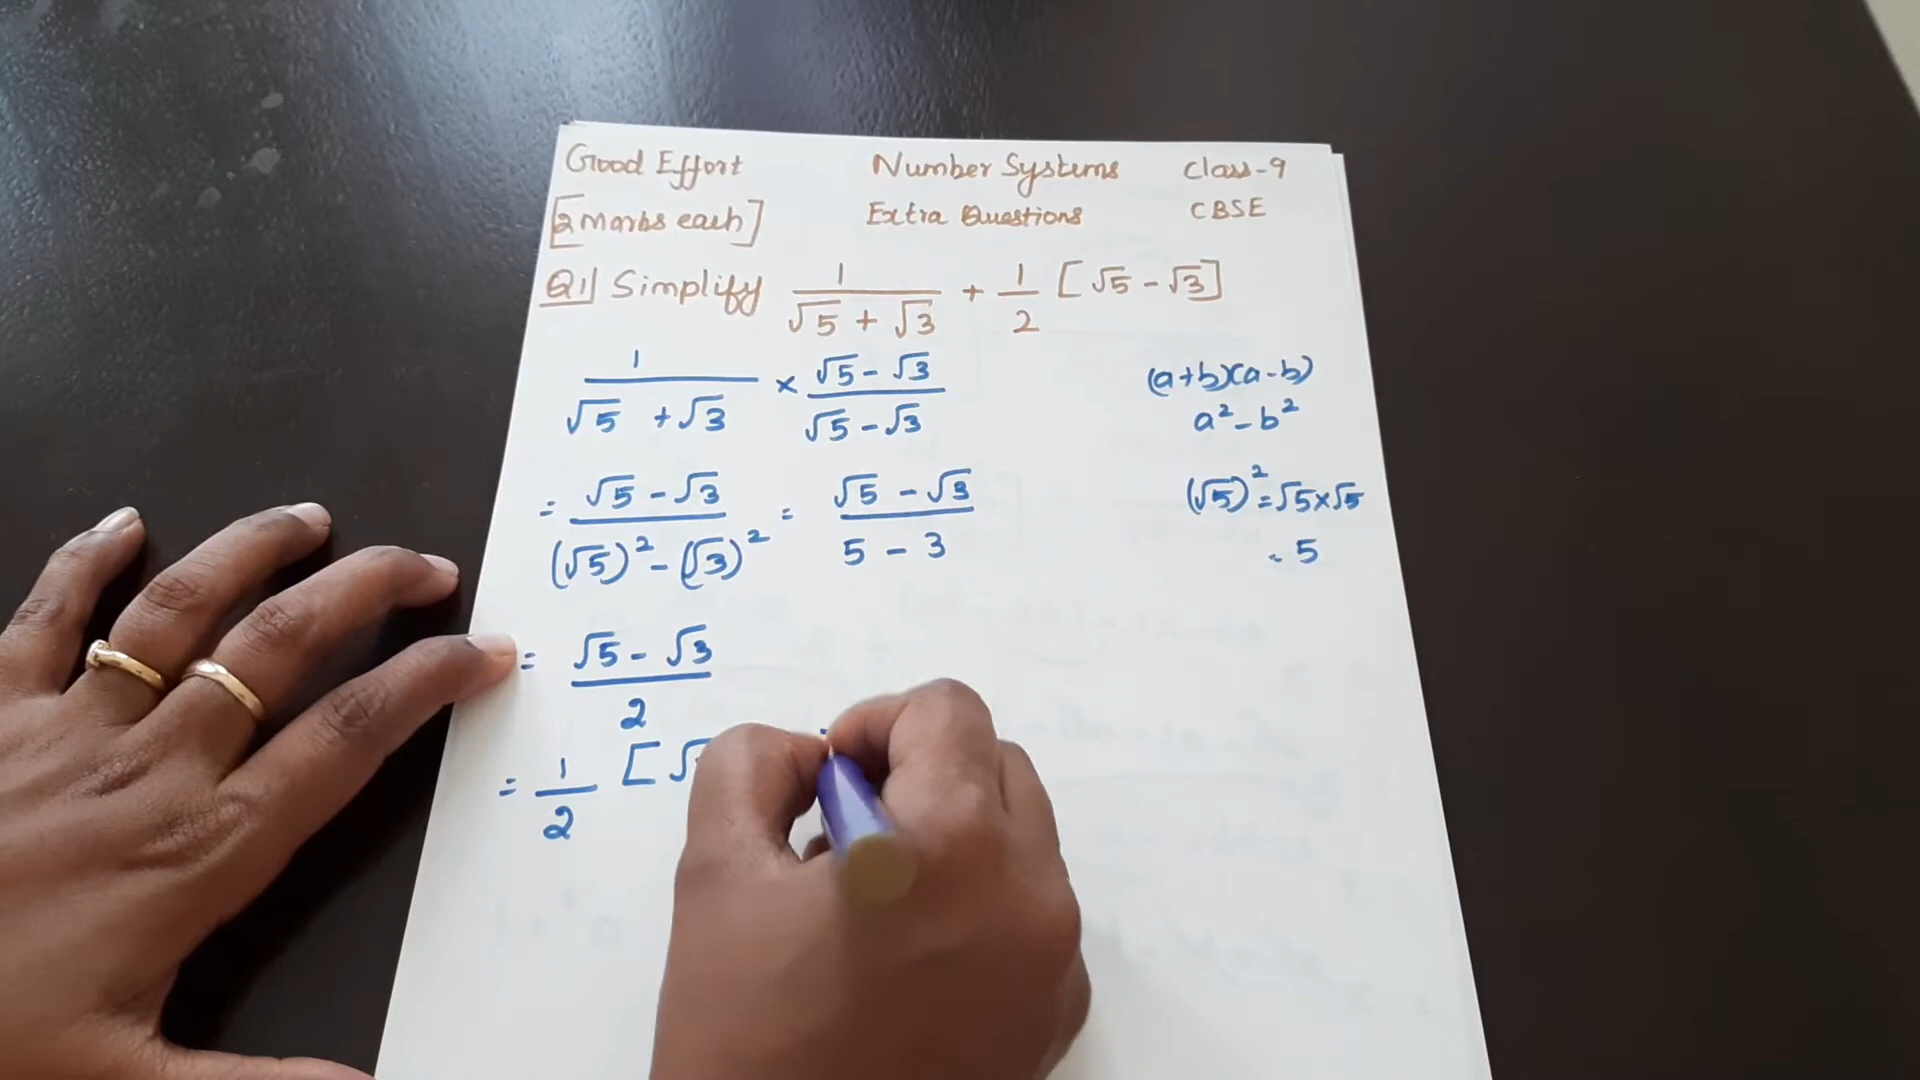 Good Effort Number Systems Class-9
[2 marks each] Extra Questions CBSE
Q1 Simplify 1/(√5 + √3) + 1/2 [√5 - √3]
1/(√5 + √3) × (√5 - √3)/(√5 - √3)
(a+b)(a-b)
a² - b²
= (√5 - √3)/((√5)² - (√3)²) = (√5 - √3)/(5 - 3)
(√5)² = √5×√5
= 5
= (√5 - √3)/2
= 1/2 [√